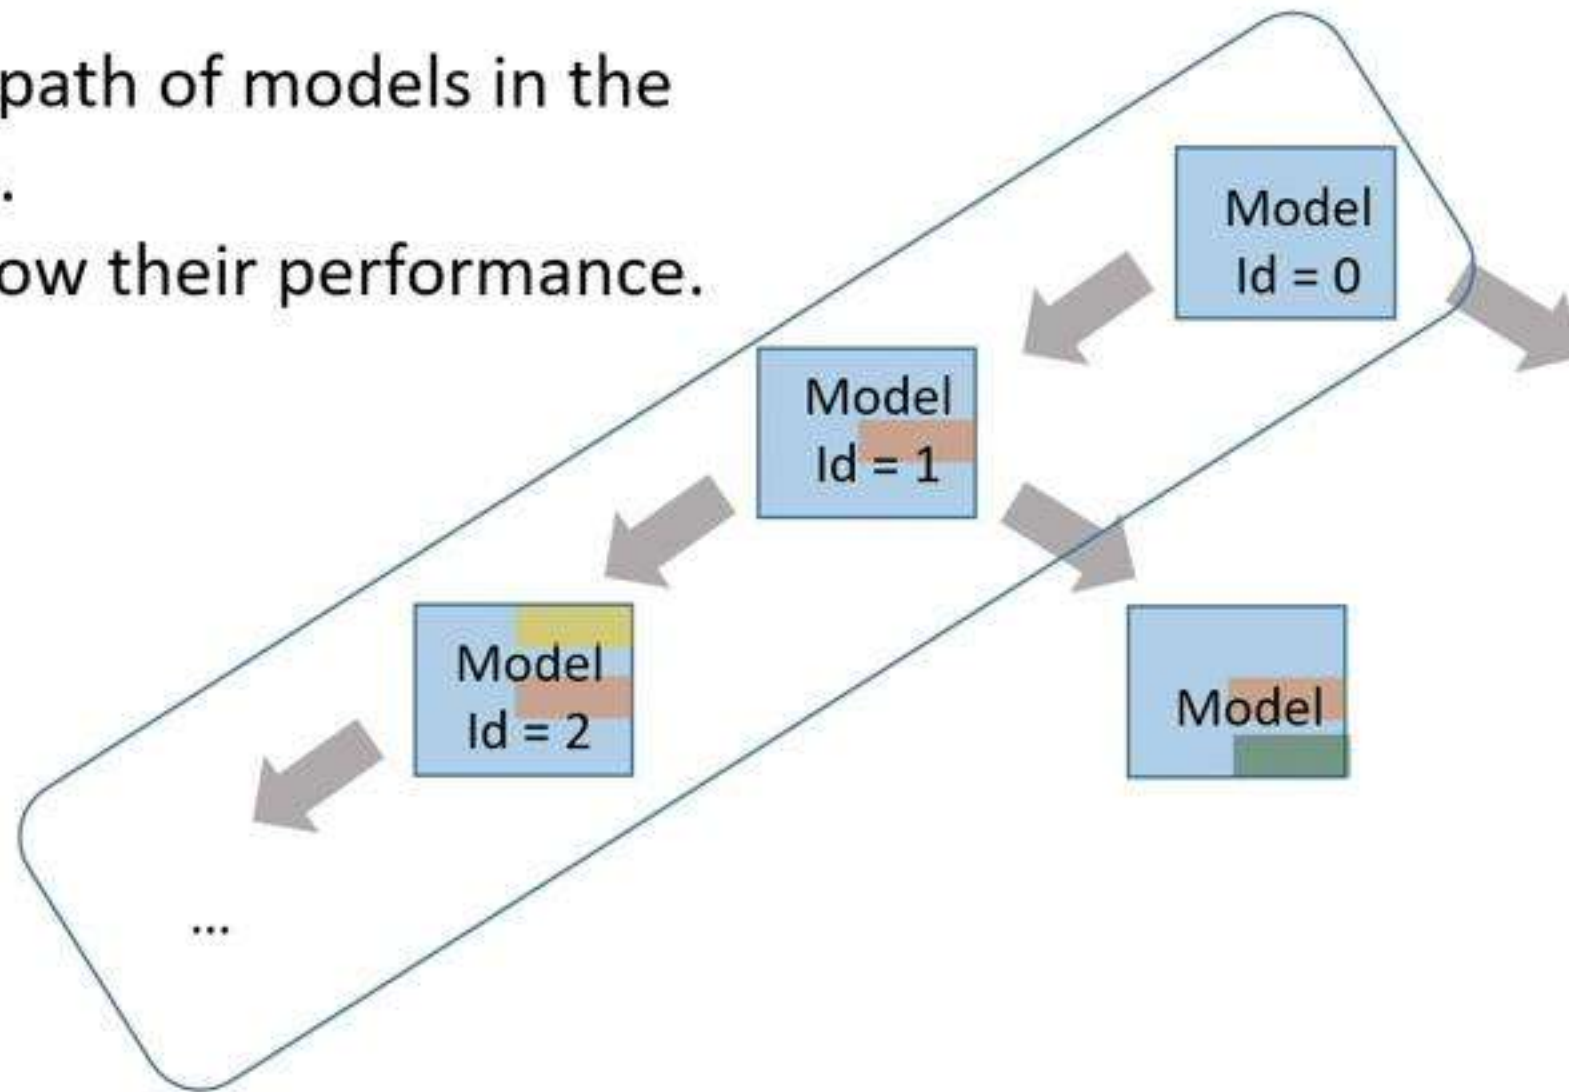 path of models in the
.
ow their performance.
Model
Id = 0
Model
Id = 1
Model
Id = 2
Model
...